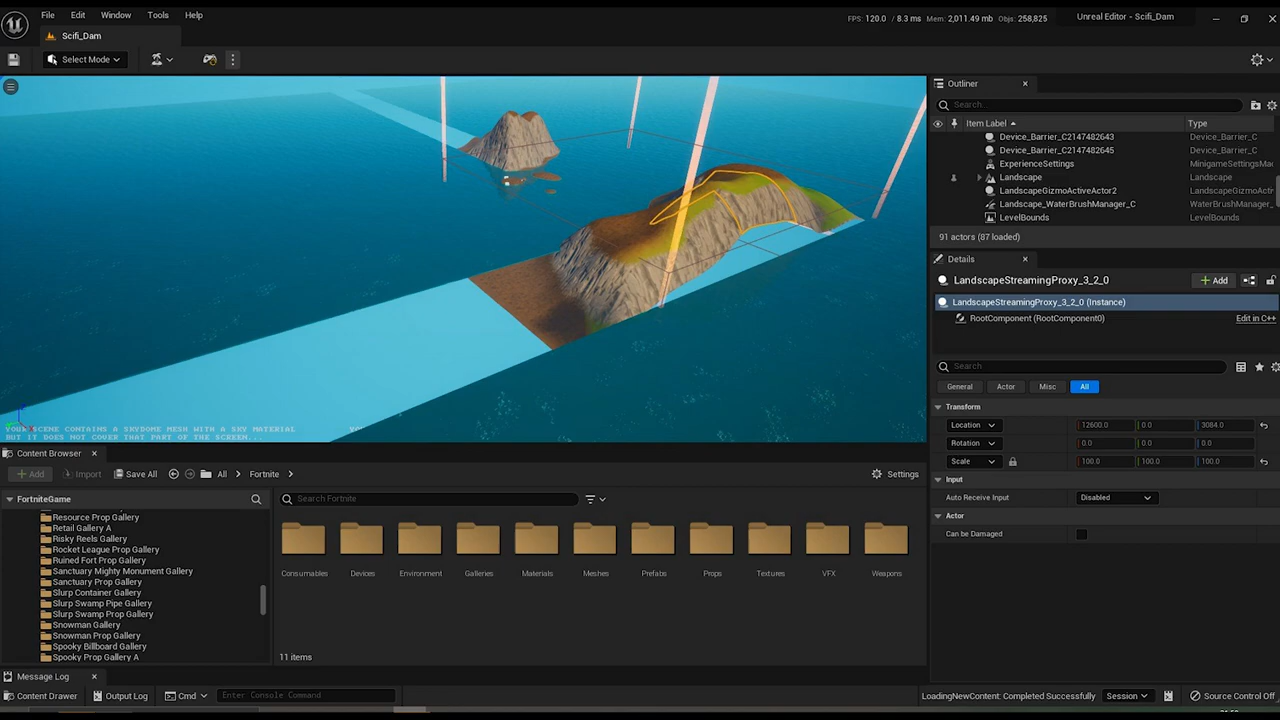 File Edit Window Tools Help
FPS: 120.0 / 8.3 ms Mem: 2,011.49 mb Objs: 258,825
Unreal Editor - Scifi_Dam
Scifi_Dam
Select Mode
YOUR SCENE CONTAINS A SKYDOME MESH WITH A SKY MATERIAL
BUT IT DOES NOT COVER THAT PART OF THE SCREEN...
Outliner
Search...
Item Label Type
Device_Barrier_C2147482643 Device_Barrier_C
Device_Barrier_C2147482645 Device_Barrier_C
ExperienceSettings MinigameSettingsMa
Landscape Landscape
LandscapeGizmoActiveActor2 LandscapeGizmoActi
Landscape_WaterBrushManager_C WaterBrushManager_
LevelBounds LevelBounds
91 actors (87 loaded)
Details
LandscapeStreamingProxy_3_2_0
Add
LandscapeStreamingProxy_3_2_0 (Instance)
RootComponent (RootComponent0) Edit in C++
Search
General Actor Misc All
Transform
Location 12600.0 0.0 3084.0
Rotation 0.0 0.0 0.0
Scale 100.0 100.0 100.0
Input
Auto Receive Input Disabled
Actor
Can be Damaged
Content Browser
Add Import Save All All Fortnite Settings
FortniteGame
Resource Prop Gallery
Retail Gallery A
Risky Reels Gallery
Rocket League Prop Gallery
Ruined Fort Prop Gallery
Sanctuary Mighty Monument Gallery
Sanctuary Prop Gallery
Slurp Container Gallery
Slurp Swamp Pipe Gallery
Slurp Swamp Prop Gallery
Snowman Gallery
Snowman Prop Gallery
Spooky Billboard Gallery
Spooky Prop Gallery A
Search Fortnite
Consumables Devices Environment Galleries Materials Meshes Prefabs Props Textures VFX Weapons
11 items
Message Log
Content Drawer Output Log Cmd Enter Console Command
LoadingNewContent: Completed Successfully Session Source Control Off